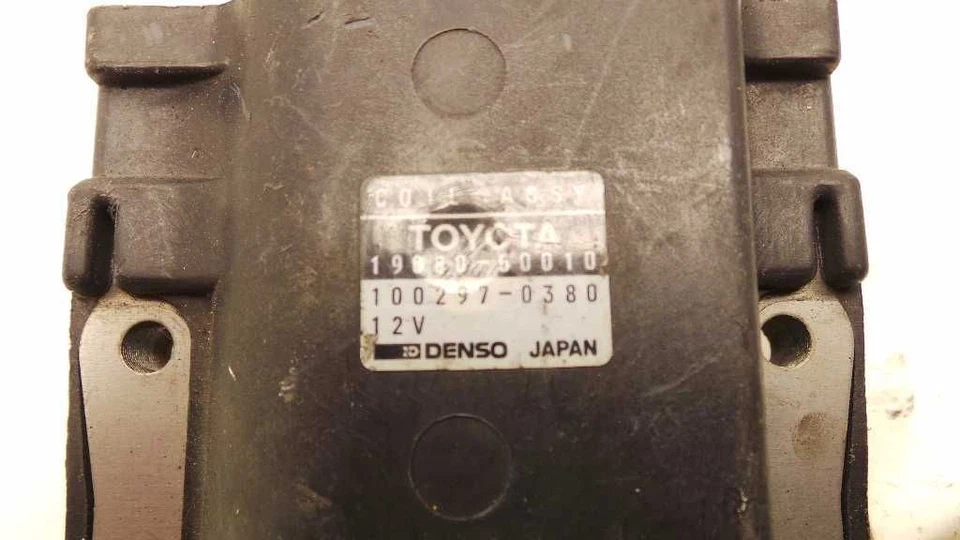 COIL-ASSY
TOYOTA
19080-50010
100297-0380
12V
DENSO JAPAN